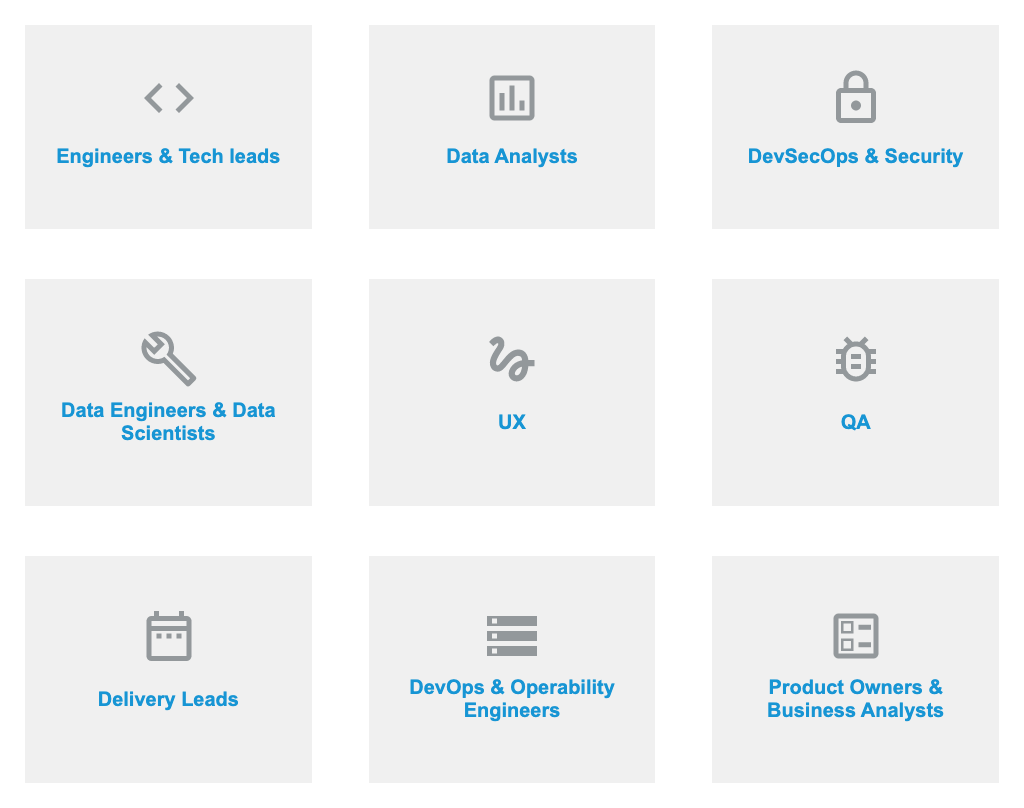 Engineers & Tech leads
Data Analysts
DevSecOps & Security
Data Engineers & Data
Scientists
UX
QA
Delivery Leads
DevOps & Operability
Engineers
Product Owners &
Business Analysts